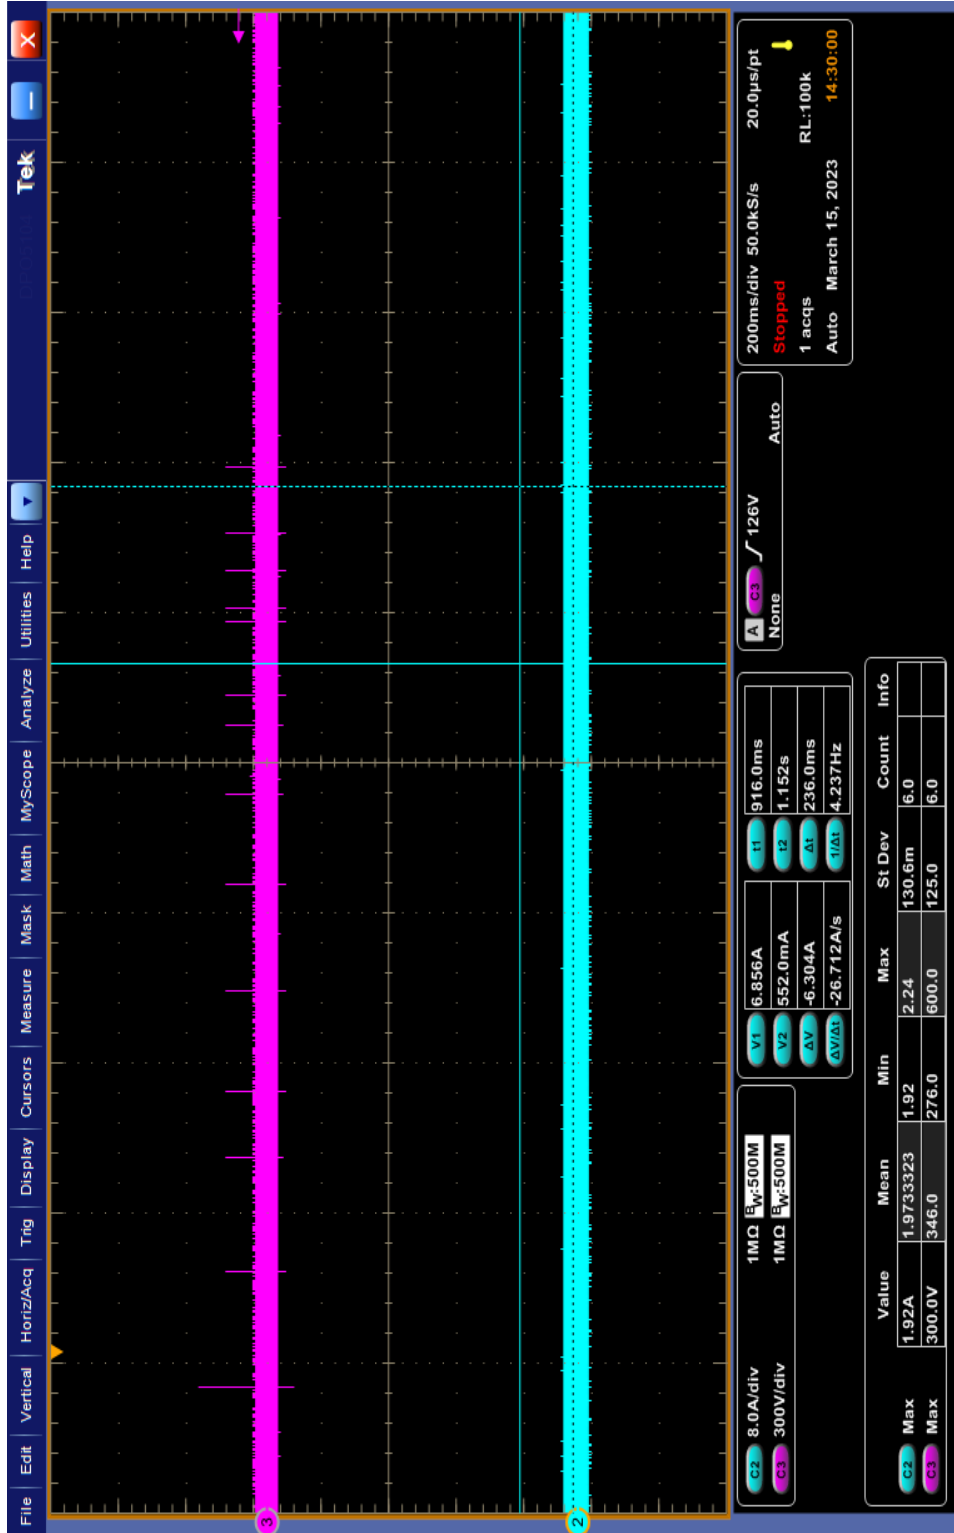 File Edit Vertical Horiz/Acq Trig Display Cursors Measure Mask Math MyScope Analyze Utilities Help ▼ Tek — X
3
2
C2 8.0A/div 1MΩ BW:500M
C3 300V/div 1MΩ BW:500M
V1 6.856A
V2 552.0mA
ΔV -6.304A
ΔV/Δt -26.712A/s
t1 916.0ms
t2 1.152s
Δt 236.0ms
1/Δt 4.237Hz
A C3 126V
None Auto
200ms/div 50.0kS/s 20.0µs/pt
Stopped
1 acqs RL:100k
Auto March 15, 2023 14:30:00
Value Mean Min Max St Dev Count Info
C2 Max 1.92A 1.9733323 1.92 2.24 130.6m 6.0
C3 Max 300.0V 346.0 276.0 600.0 125.0 6.0